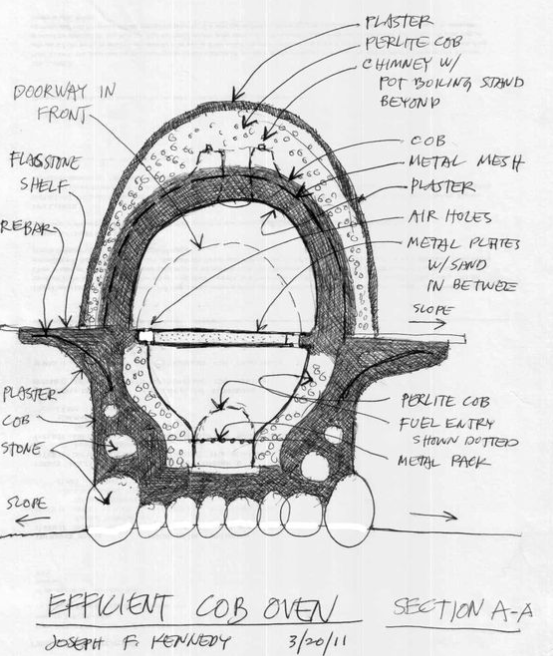 PLASTER
PERLITE COB
CHIMNEY W/
POT BOILING STAND
BEYOND
DOORWAY IN
FRONT
COB
METAL MESH
PLASTER
FLAGSTONE
SHELF
AIR HOLES
REBAR
METAL PLATES
W/ SAND
IN BETWEE
SLOPE
PLASTER
COB
STONE
PERLITE COB
FUEL ENTRY
SHOWN DOTTED
METAL PACK
SLOPE
EFFICIENT COB OVEN
SECTION A-A
JOSEPH F. KENNEDY 3/20/11